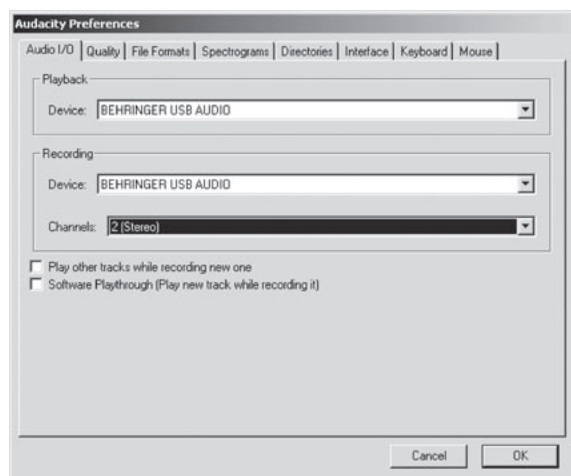 Audacity Preferences
Audio I/O Quality File Formats Spectrograms Directories Interface Keyboard Mouse
Playback
Device: BEHRINGER USB AUDIO
Recording
Device: BEHRINGER USB AUDIO
Channels: 2 (Stereo)
Play other tracks while recording new one
Software Playthrough (Play new track while recording it)
Cancel OK